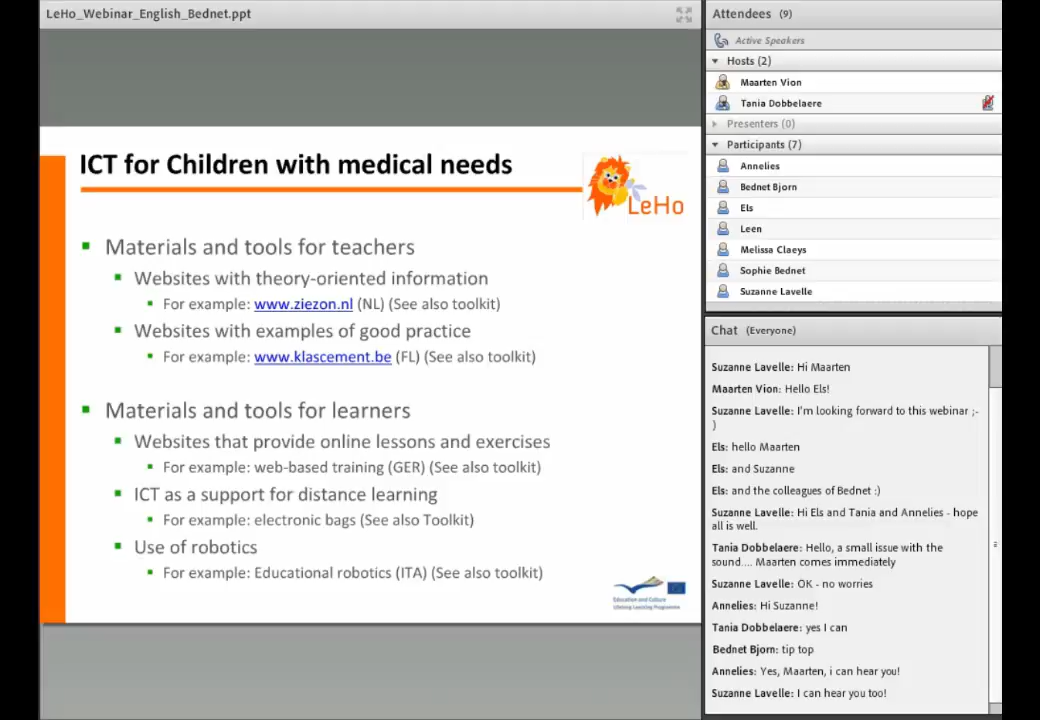 LeHo_Webinar_English_Bednet.ppt
ICT for Children with medical needs
LeHo
Materials and tools for teachers
Websites with theory-oriented information
For example: www.ziezon.nl (NL) (See also toolkit)
Websites with examples of good practice
For example: www.klascement.be (FL) (See also toolkit)
Materials and tools for learners
Websites that provide online lessons and exercises
For example: web-based training (GER) (See also toolkit)
ICT as a support for distance learning
For example: electronic bags (See also Toolkit)
Use of robotics
For example: Educational robotics (ITA) (See also toolkit)
Education and Culture
Lifelong Learning Programme
Attendees (9)
Active Speakers
Hosts (2)
Maarten Vion
Tania Dobbelaere
Presenters (0)
Participants (7)
Annelies
Bednet Bjorn
Els
Leen
Melissa Claeys
Sophie Bednet
Suzanne Lavelle
Chat (Everyone)
Suzanne Lavelle: Hi Maarten
Maarten Vion: Hello Els!
Suzanne Lavelle: I'm looking forward to this webinar ;-
)
Els: hello Maarten
Els: and Suzanne
Els: and the colleagues of Bednet :)
Suzanne Lavelle: Hi Els and Tania and Annelies - hope
all is well.
Tania Dobbelaere: Hello, a small issue with the
sound.... Maarten comes immediately
Suzanne Lavelle: OK - no worries
Annelies: Hi Suzanne!
Tania Dobbelaere: yes I can
Bednet Bjorn: tip top
Annelies: Yes, Maarten, i can hear you!
Suzanne Lavelle: I can hear you too!